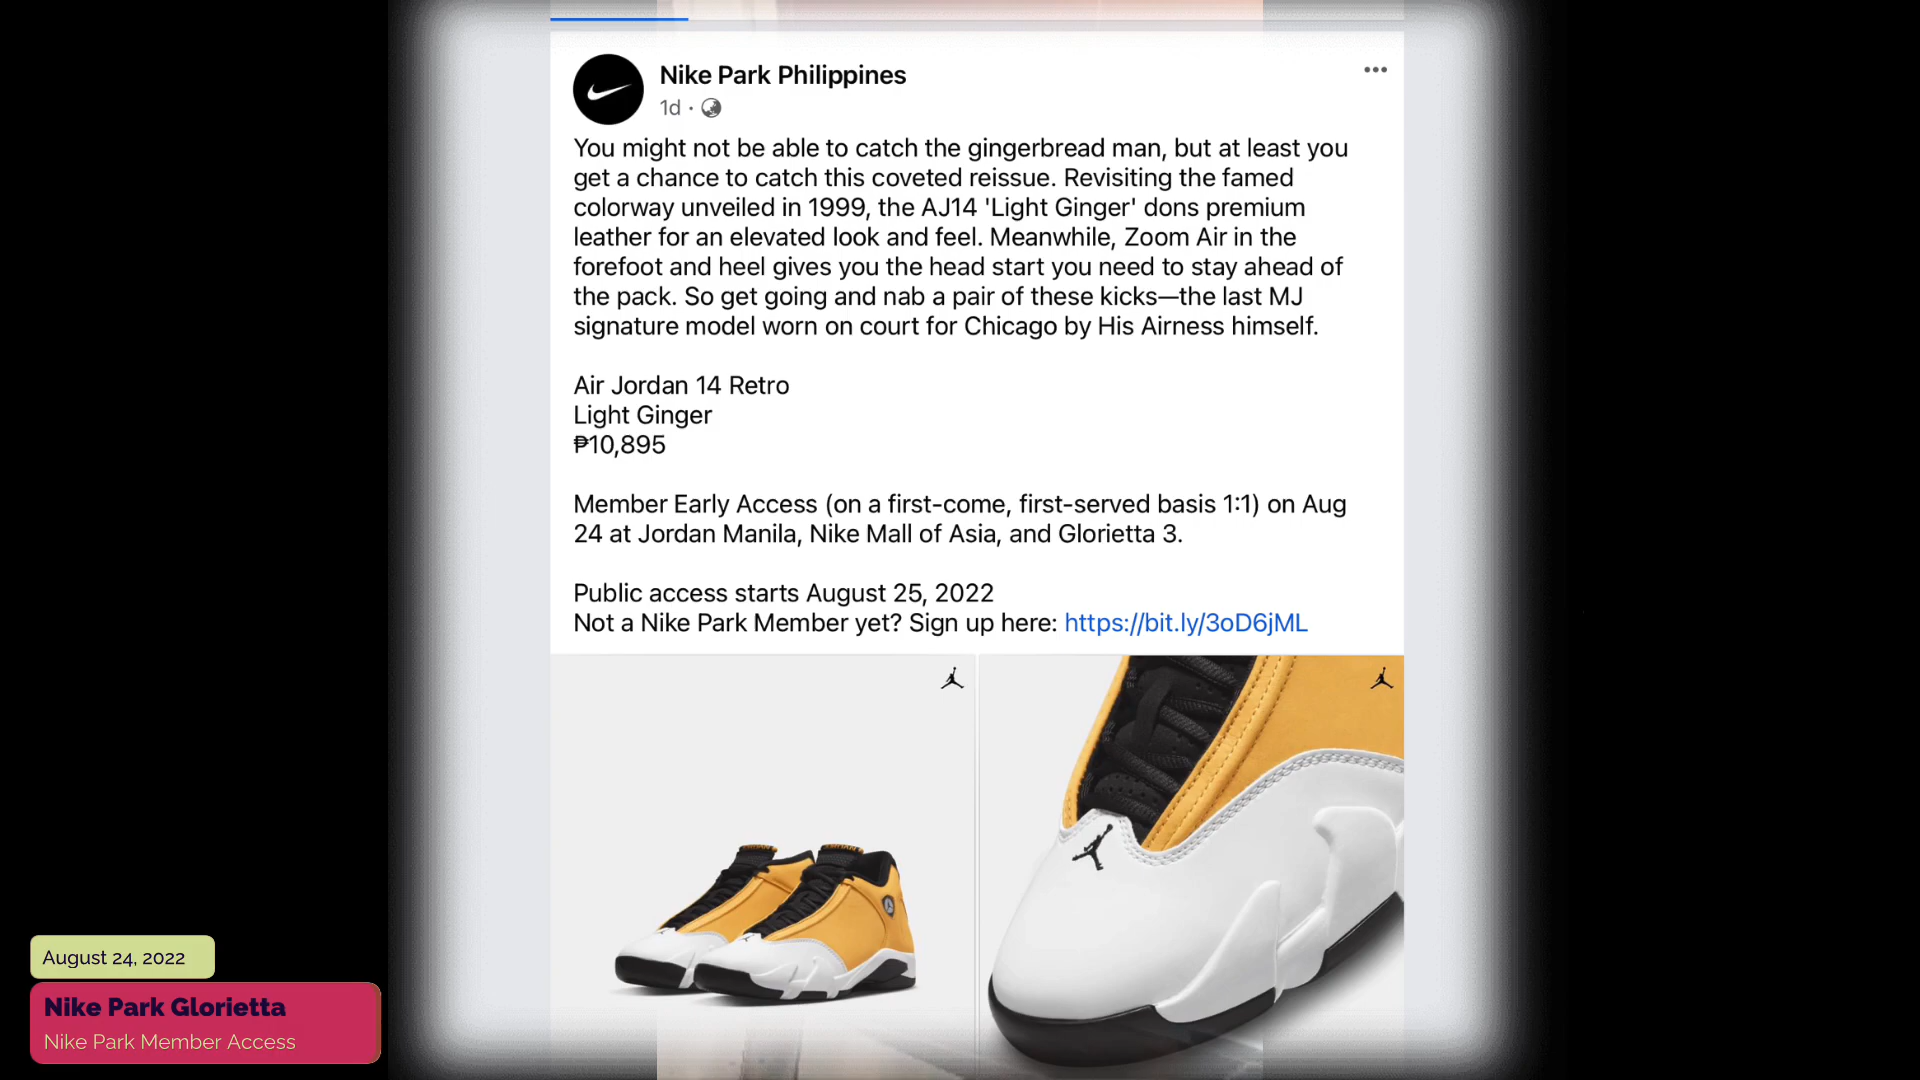 Nike Park Philippines
1d ·
You might not be able to catch the gingerbread man, but at least you
get a chance to catch this coveted reissue. Revisiting the famed
colorway unveiled in 1999, the AJ14 'Light Ginger' dons premium
leather for an elevated look and feel. Meanwhile, Zoom Air in the
forefoot and heel gives you the head start you need to stay ahead of
the pack. So get going and nab a pair of these kicks—the last MJ
signature model worn on court for Chicago by His Airness himself.
Air Jordan 14 Retro
Light Ginger
₱10,895
Member Early Access (on a first-come, first-served basis 1:1) on Aug
24 at Jordan Manila, Nike Mall of Asia, and Glorietta 3.
Public access starts August 25, 2022
Not a Nike Park Member yet? Sign up here: https://bit.ly/3oD6jML
August 24, 2022
Nike Park Glorietta
Nike Park Member Access